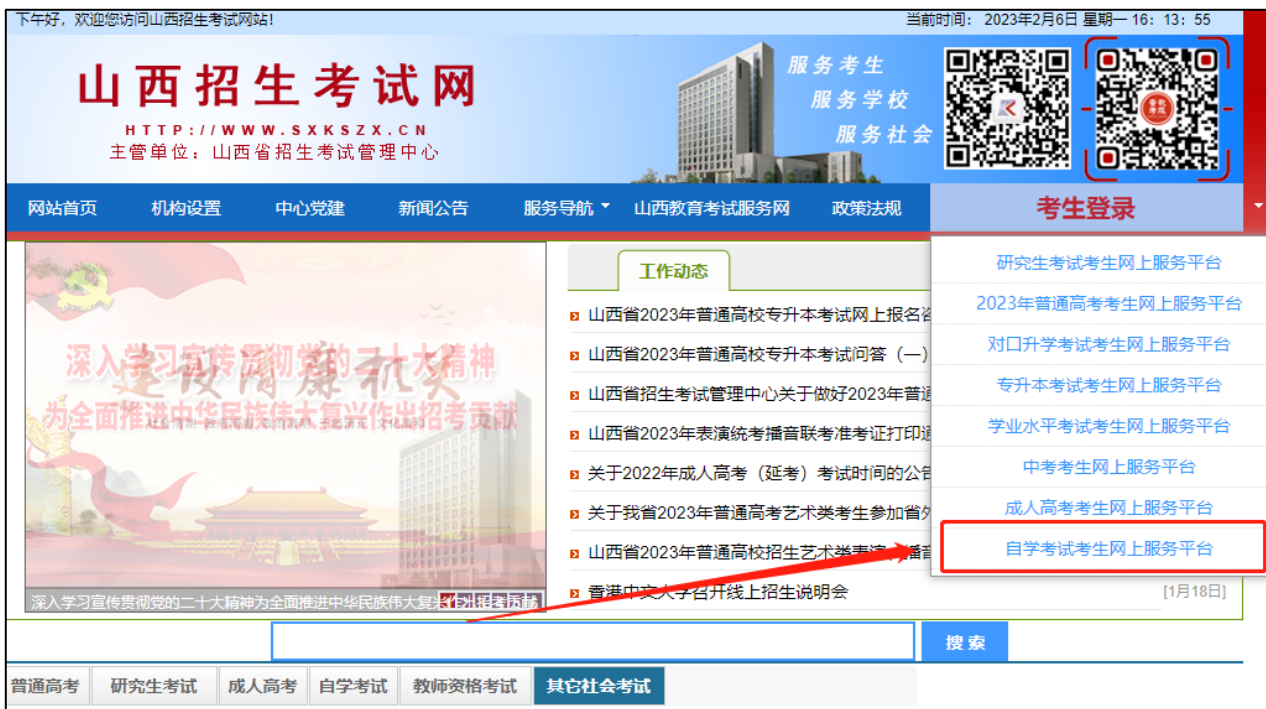 下午好，欢迎您访问山西招生考试网站！
当前时间： 2023年2月6日 星期一 16：13：55
山西招生考试网
HTTP://WWW.SXKSZX.CN
主管单位：山西省招生考试管理中心
服务考生
服务学校
服务社会
网站首页 机构设置 中心党建 新闻公告 服务导航 山西教育考试服务网 政策法规 考生登录
研究生考试考生网上服务平台
2023年普通高考考生网上服务平台
对口升学考试考生网上服务平台
专升本考试考生网上服务平台
学业水平考试考生网上服务平台
中考考生网上服务平台
成人高考考生网上服务平台
自学考试考生网上服务平台
深入学习宣传贯彻党的二十大精神
为全面推进中华民族伟大复兴作出招考贡献
建设清廉机关
深入学习宣传贯彻党的二十大精神为全面推进中华民族伟大复兴作出招考贡献
工作动态
山西省2023年普通高校专升本考试网上报名
山西省2023年普通高校专升本考试问答（一）
山西省招生考试管理中心关于做好2023年普通
山西省2023年表演统考播音联考准考证打印
关于2022年成人高考（延考）考试时间的公告
关于我省2023年普通高考艺术类考生参加省外
山西省2023年普通高校招生艺术类表演、播音
香港中文大学召开线上招生说明会 [1月18日]
搜索
普通高考 研究生考试 成人高考 自学考试 教师资格考试 其它社会考试